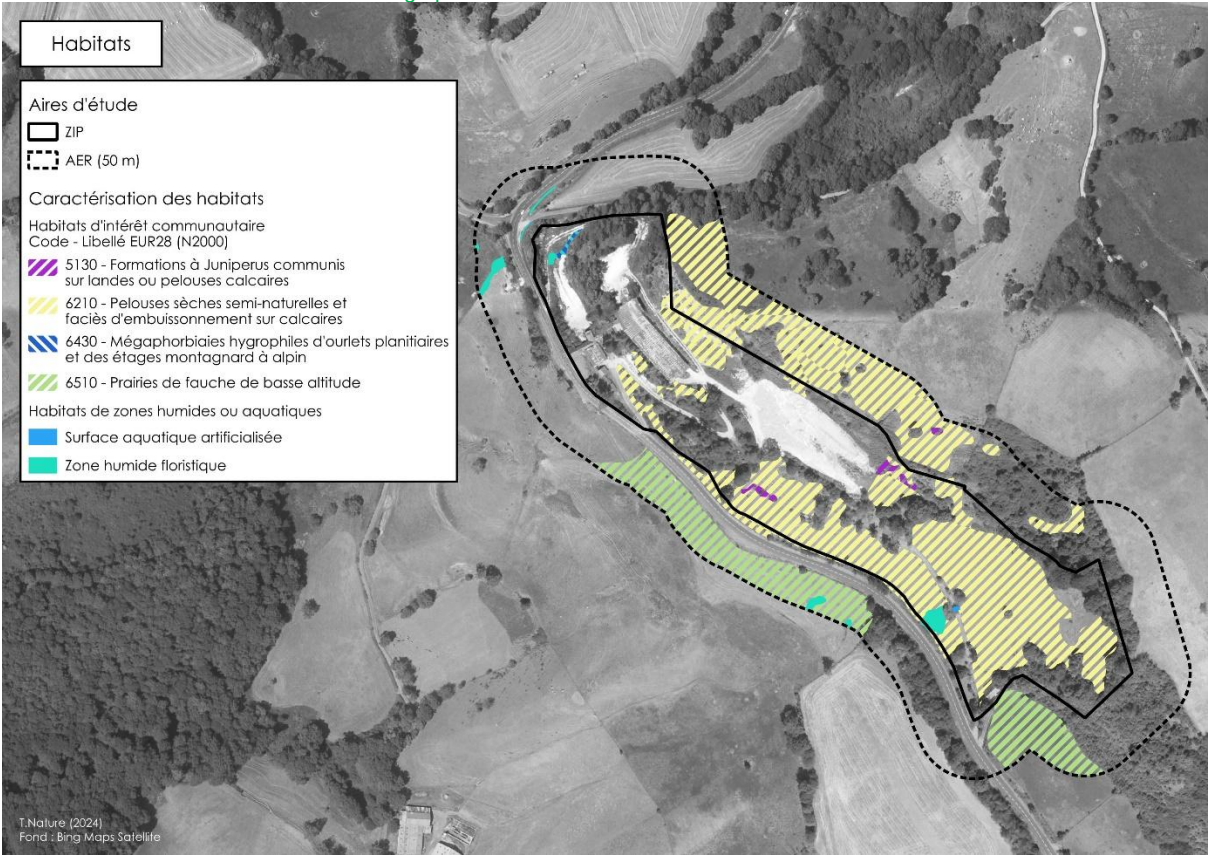 Habitats
Aires d'étude
ZIP
AER (50 m)
Caractérisation des habitats
Habitats d'intérêt communautaire
Code - Libellé EUR28 (N2000)
5130 - Formations à Juniperus communis
sur landes ou pelouses calcaires
6210 - Pelouses sèches semi-naturelles et
faciès d'embuissonnement sur calcaires
6430 - Mégaphorbiaies hygrophiles d'ourlets planitiaires
et des étages montagnard à alpin
6510 - Prairies de fauche de basse altitude
Habitats de zones humides ou aquatiques
Surface aquatique artificialisée
Zone humide floristique
T.Nature (2024)
Fond : Bing Maps Satellite